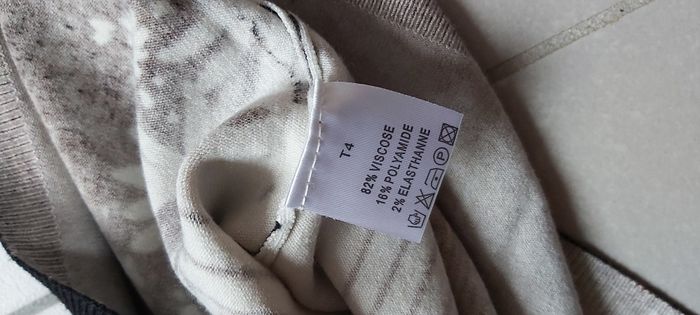 T4
82% VISCOSE
16% POLYAMIDE
2% ELASTHANNE
P